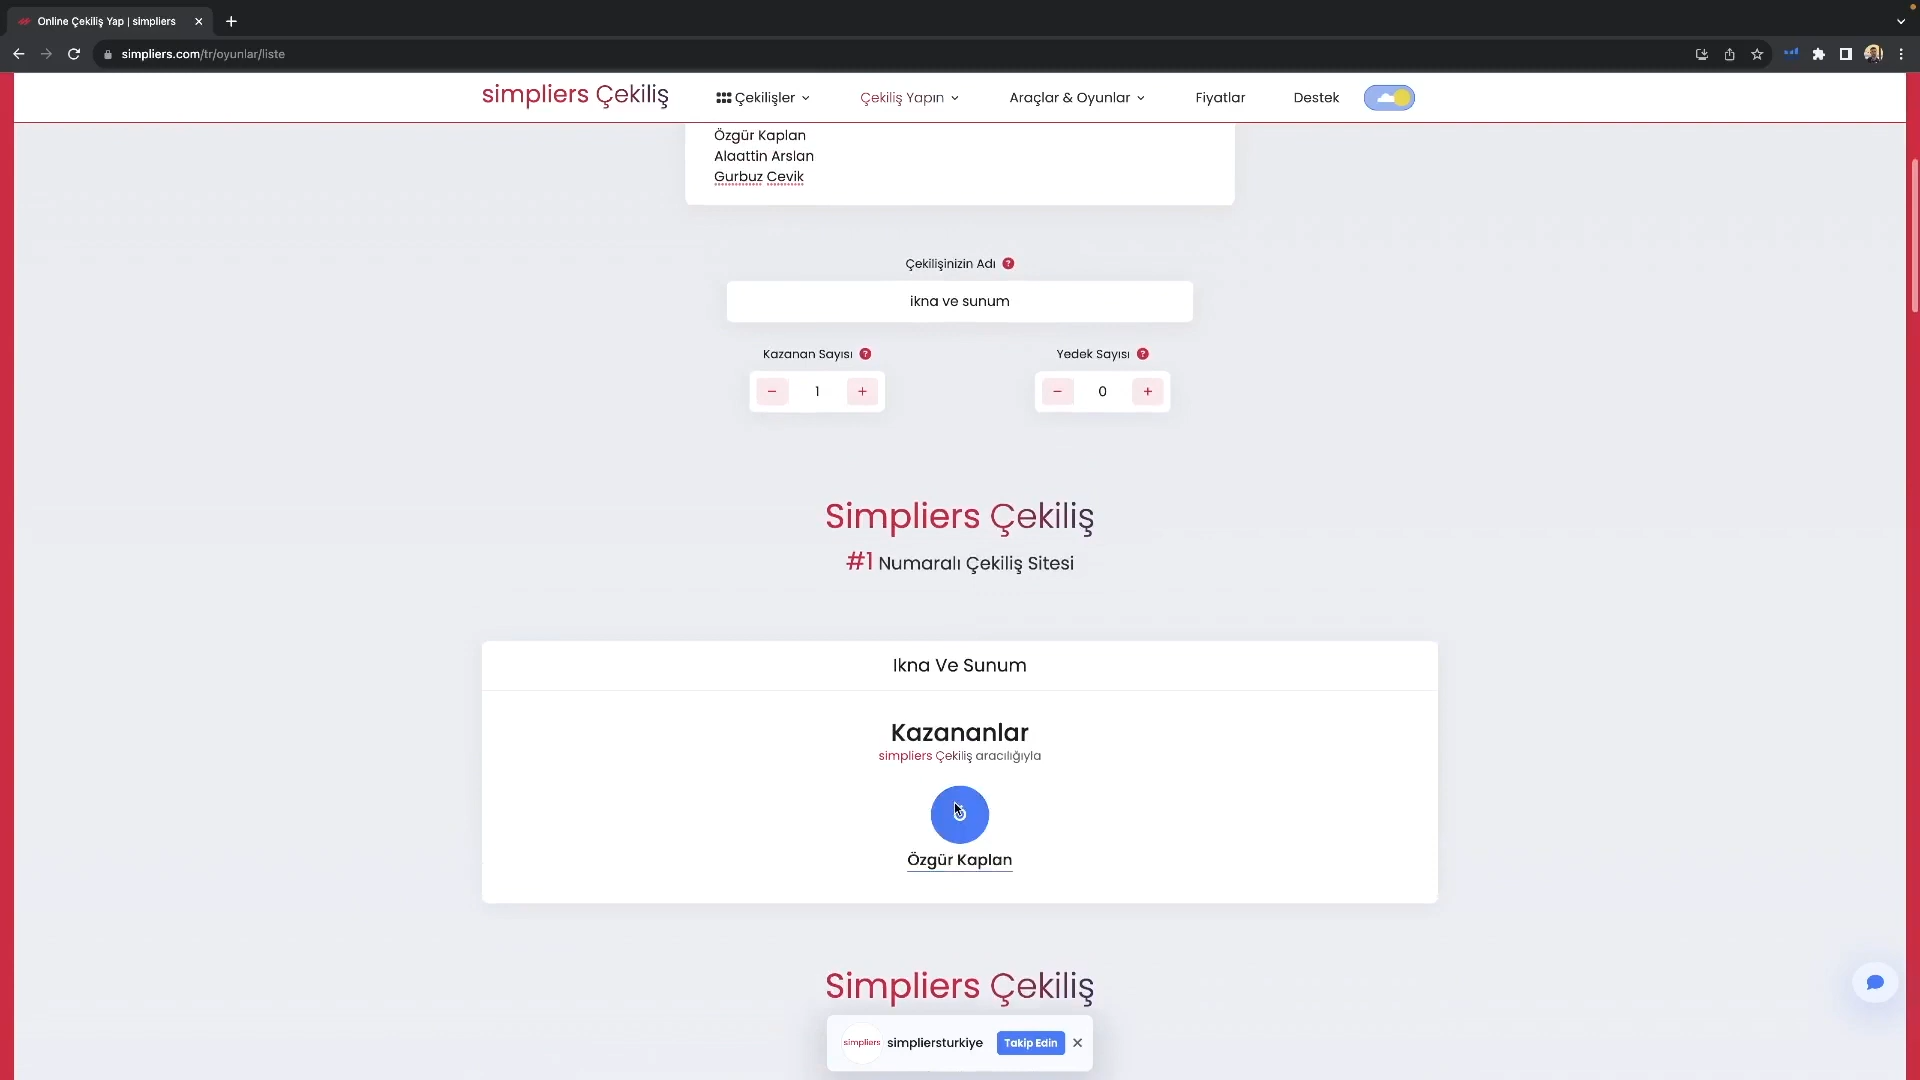 Online Çekiliş Yap | simpliers
simpliers.com/tr/oyunlar/liste
simpliers Çekiliş
Çekilişler
Çekiliş Yapın
Araçlar & Oyunlar
Fiyatlar
Destek
Özgür Kaplan
Alaattin Arslan
Gurbuz Cevik
Çekilişinizin Adı ?
ikna ve sunum
Kazanan Sayısı ?
Yedek Sayısı ?
− 1 +
− 0 +
Simpliers Çekiliş
#1 Numaralı Çekiliş Sitesi
Ikna Ve Sunum
Kazananlar
simpliers Çekiliş aracılığıyla
Özgür Kaplan
Simpliers Çekiliş
simpliers
simpliersturkiye
Takip Edin